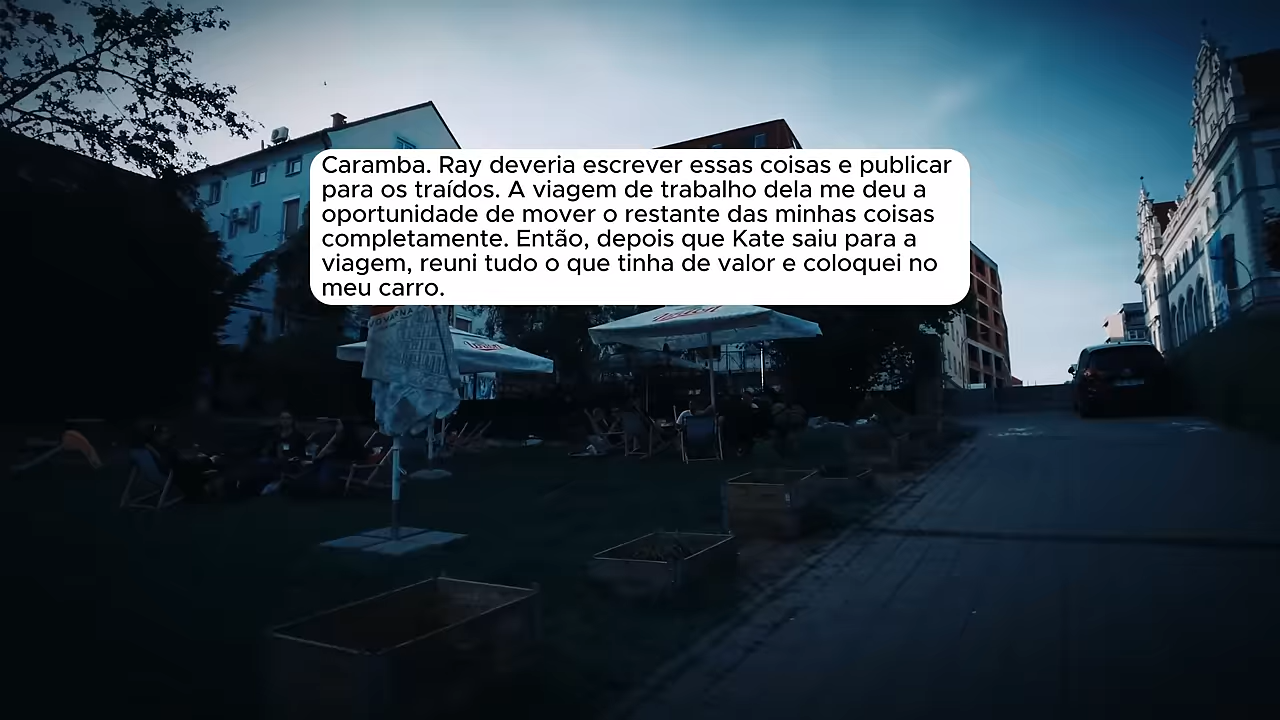 Caramba. Ray deveria escrever essas coisas e publicar
para os traídos. A viagem de trabalho dela me deu a
oportunidade de mover o restante das minhas coisas
completamente. Então, depois que Kate saiu para a
viagem, reuni tudo o que tinha de valor e coloquei no
meu carro.